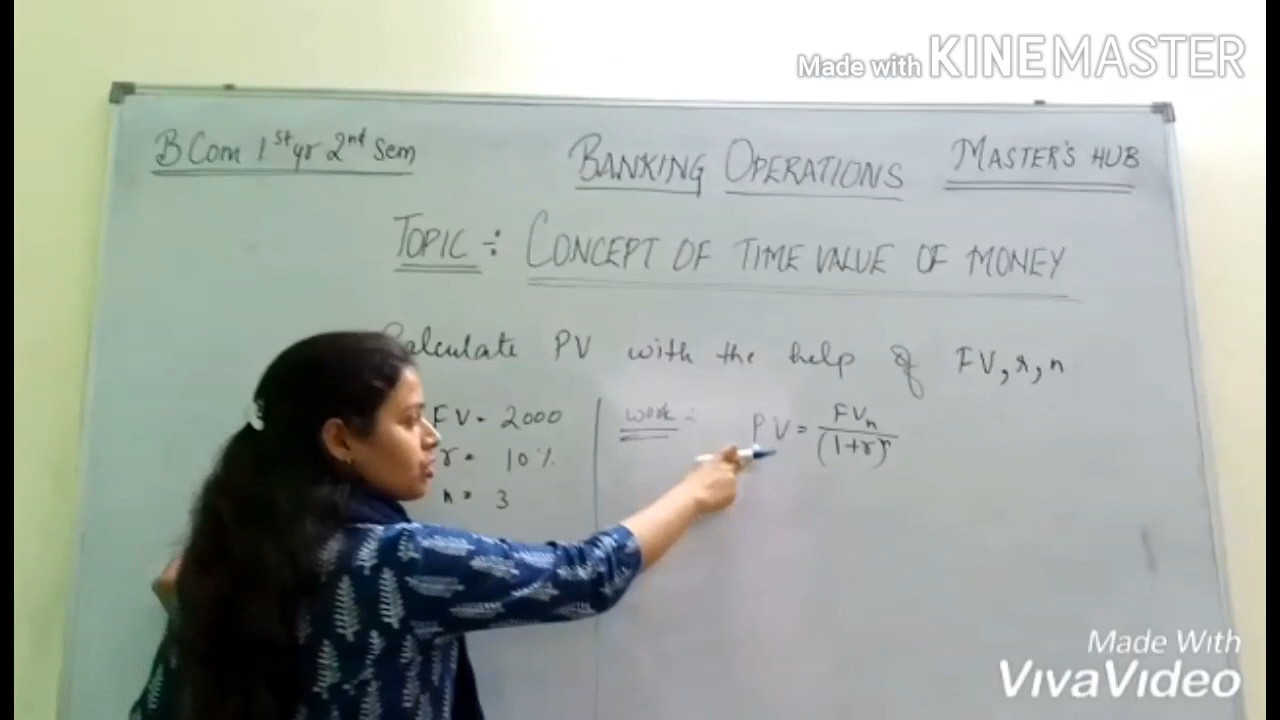 Made with KINEMASTER
B Com 1st yr 2nd Sem
BANKING OPERATIONS
MASTER'S HUB
TOPIC :- CONCEPT OF TIME VALUE OF MONEY
Calculate PV with the help of FV, r, n
FV = 2000
r = 10%
n = 3
Work :
PV = FVn / (1+r)^n
Made With
VivaVideo